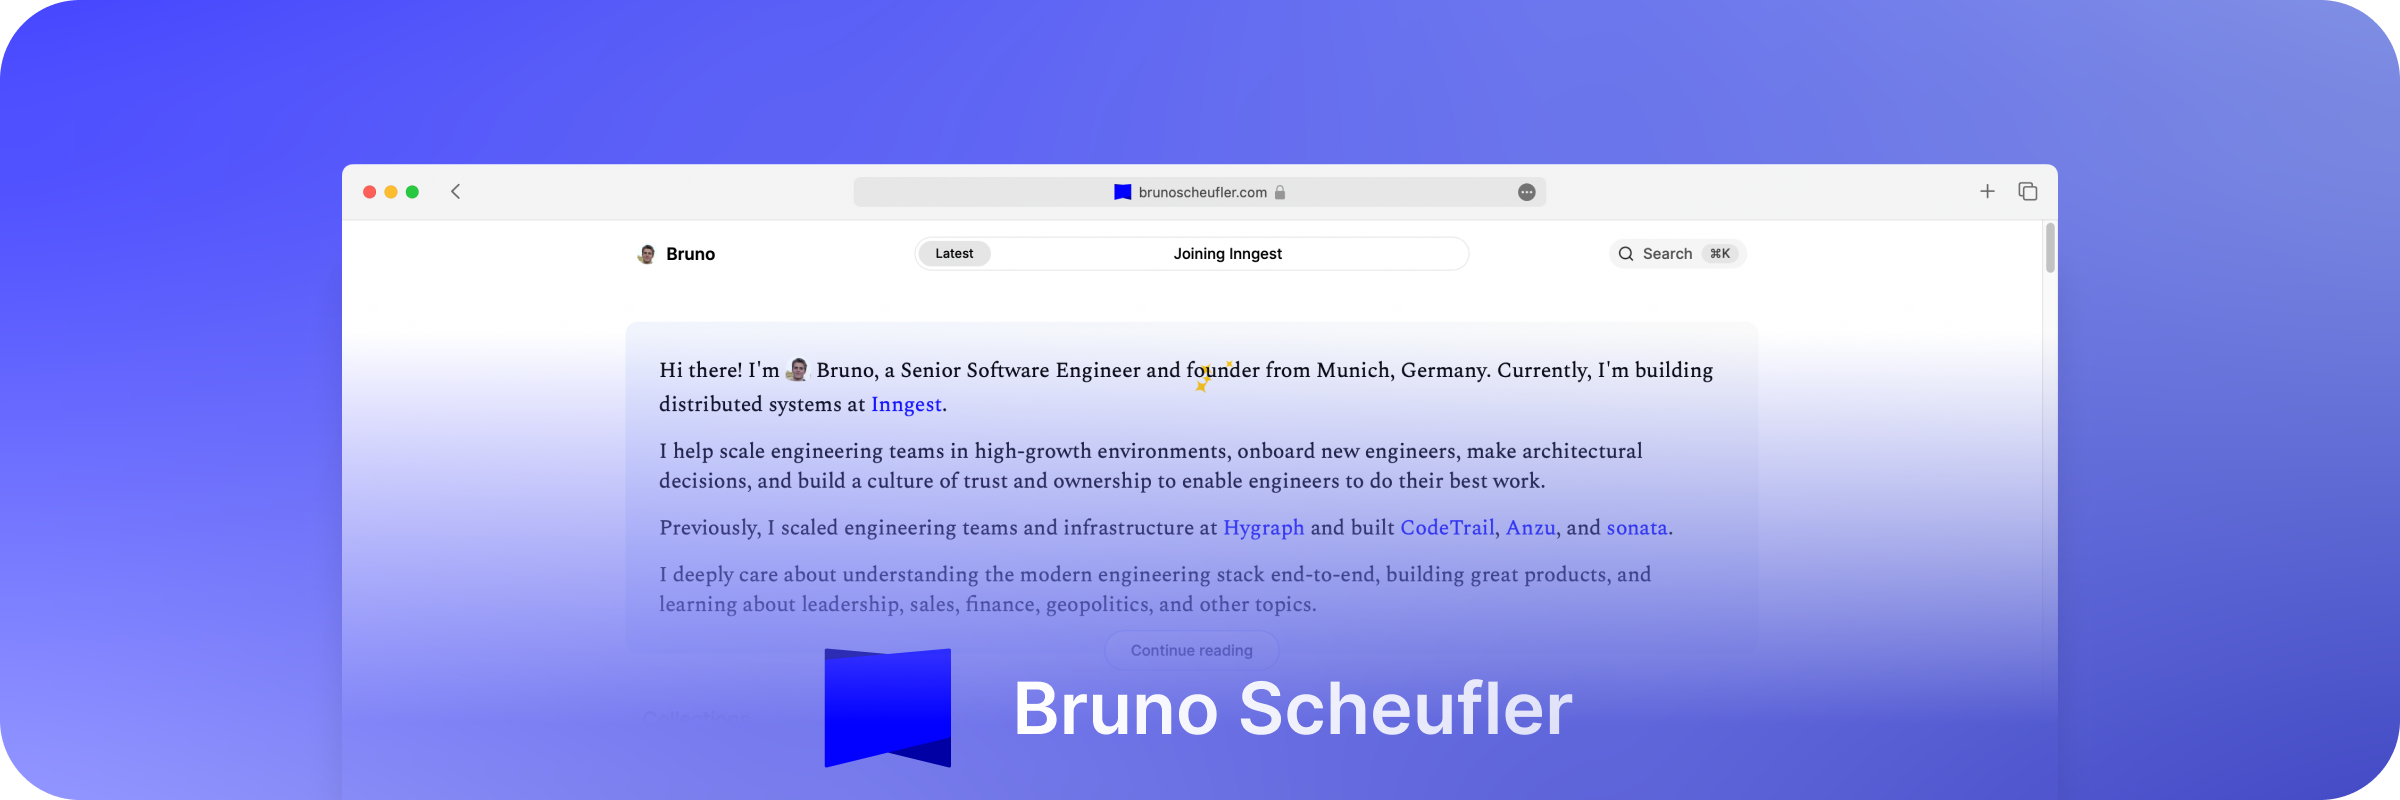 brunoscheufler.com
Bruno
Latest
Joining Inngest
Search ⌘K
Hi there! I'm Bruno, a Senior Software Engineer and founder from Munich, Germany. Currently, I'm building
distributed systems at Inngest.
I help scale engineering teams in high-growth environments, onboard new engineers, make architectural
decisions, and build a culture of trust and ownership to enable engineers to do their best work.
Previously, I scaled engineering teams and infrastructure at Hygraph and built CodeTrail, Anzu, and sonata.
I deeply care about understanding the modern engineering stack end-to-end, building great products, and
learning about leadership, sales, finance, geopolitics, and other topics.
Continue reading
Collections
Bruno Scheufler